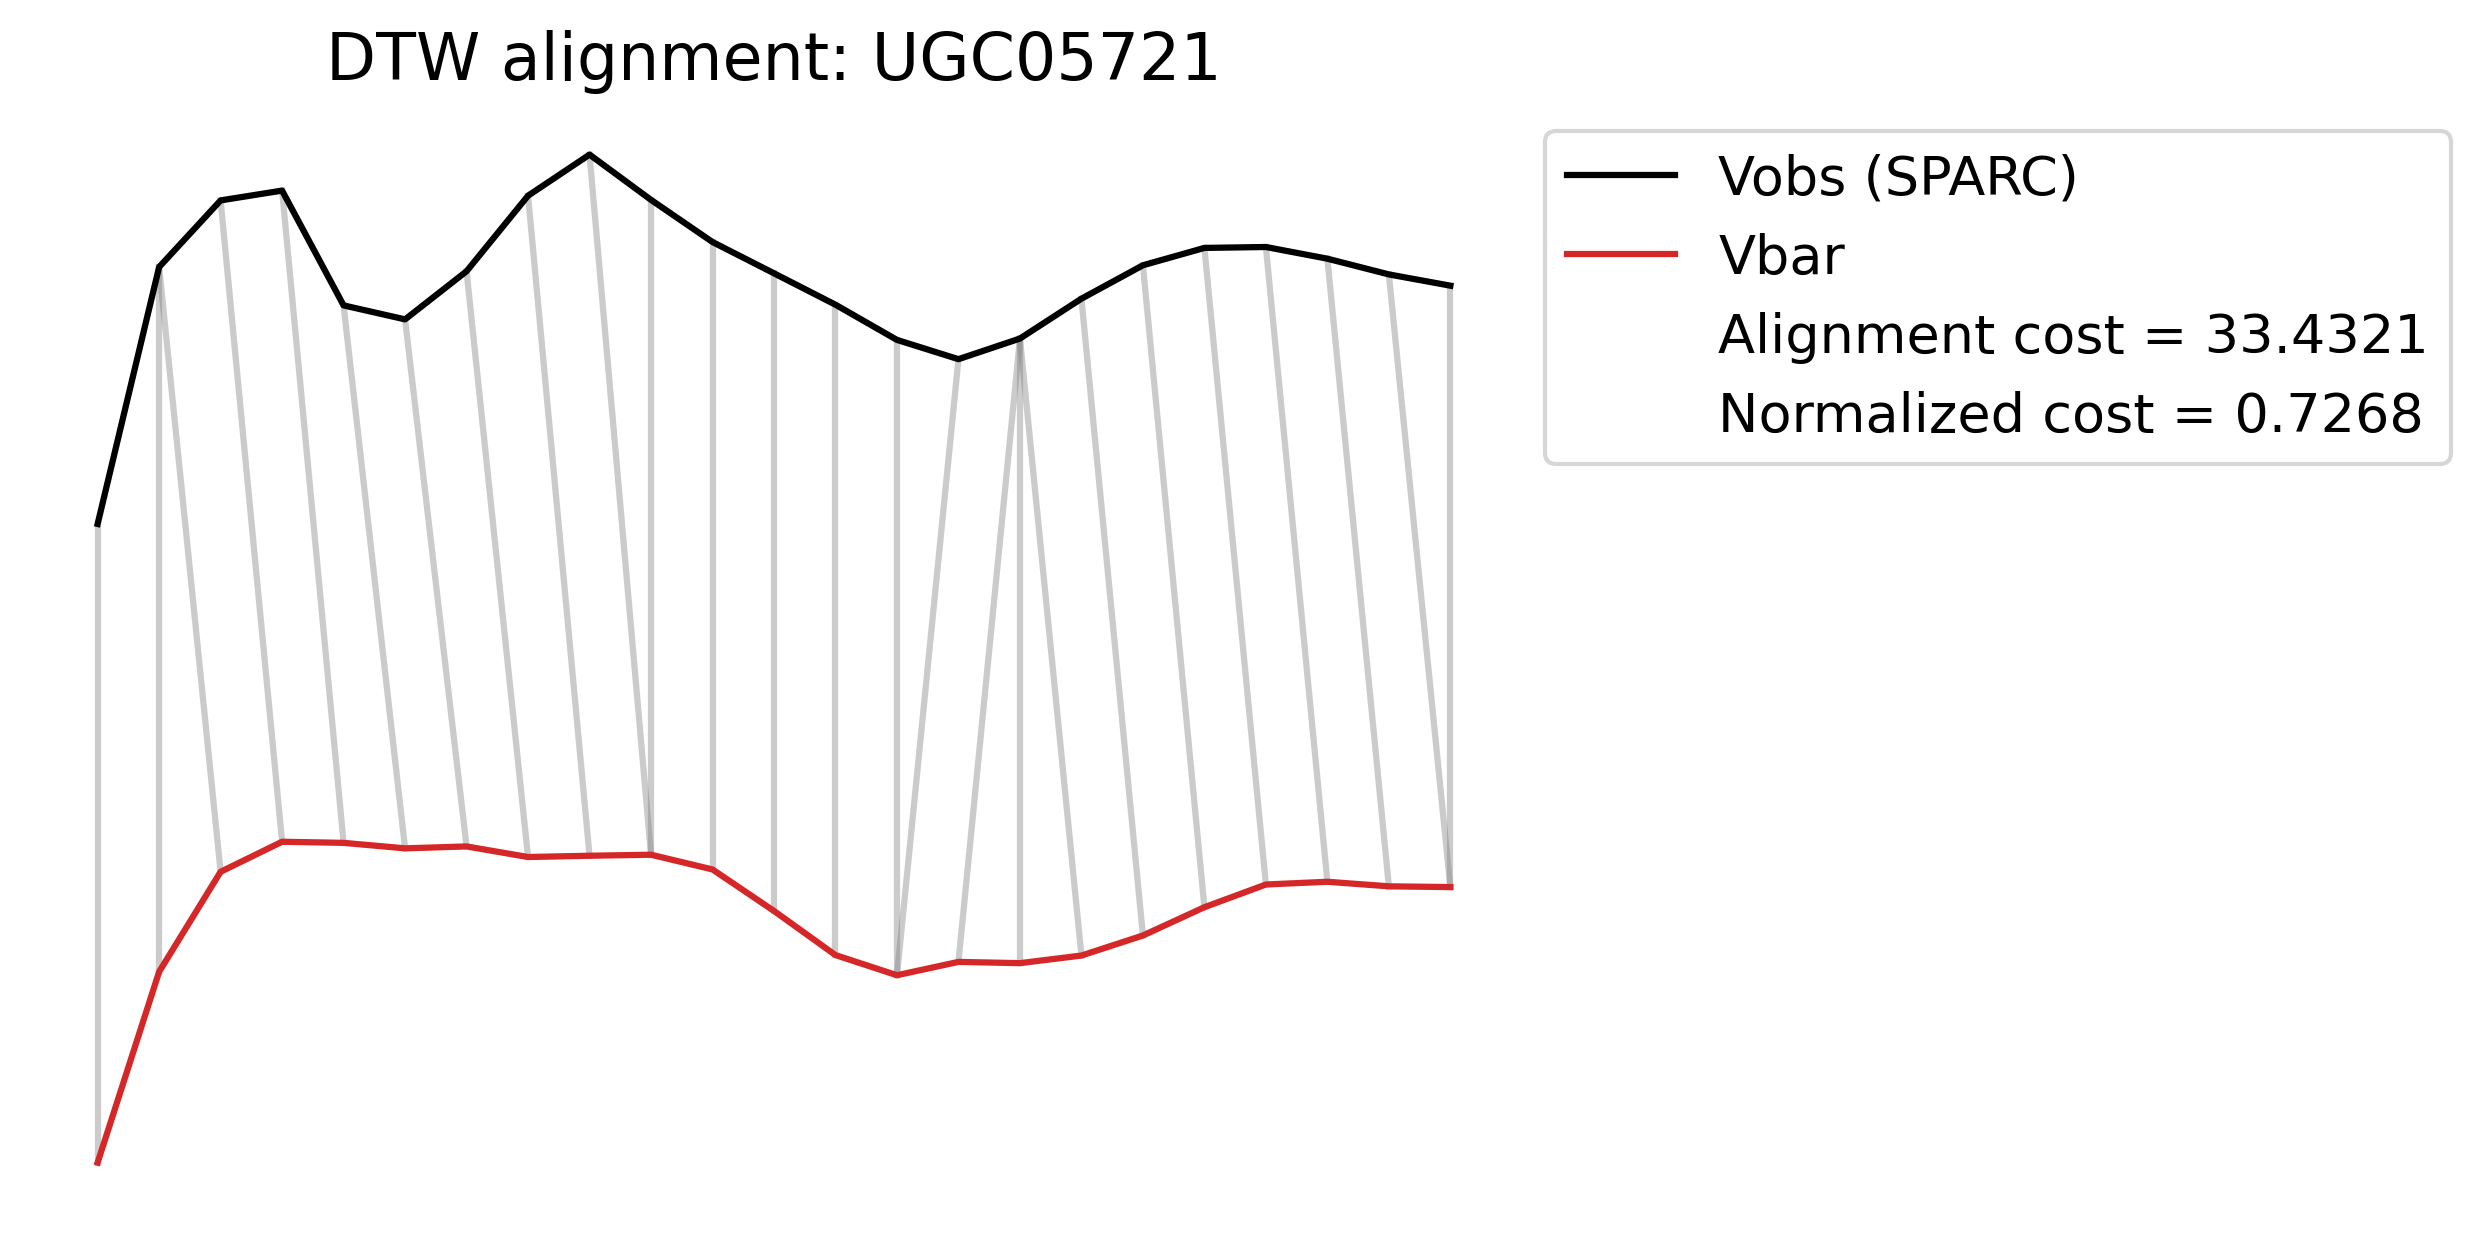 DTW alignment: UGC05721
Vobs (SPARC)
Vbar
Alignment cost = 33.4321
Normalized cost = 0.7268